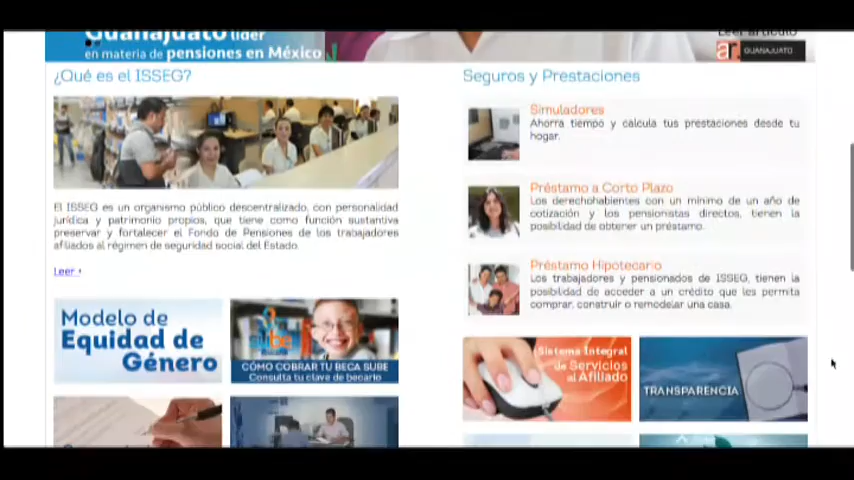 Guanajuato líder
en materia de pensiones en México
Leer artículo
GUANAJUATO
¿Qué es el ISSEG?
El ISSEG es un organismo público descentralizado, con personalidad
jurídica y patrimonio propios, que tiene como función sustantiva
preservar y fortalecer el Fondo de Pensiones de los trabajadores
afiliados al régimen de seguridad social del Estado.
Leer
Modelo de
Equidad de
Género
sube
CÓMO COBRAR TU BECA SUBE
Consulta tu clave de becario
Seguros y Prestaciones
Simuladores
Ahorra tiempo y calcula tus prestaciones desde tu
hogar.
Préstamo a Corto Plazo
Los derechohabientes con un mínimo de un año de
cotización y los pensionistas directos, tienen la
posibilidad de obtener un préstamo.
Préstamo Hipotecario
Los trabajadores y pensionados de ISSEG, tienen la
posibilidad de acceder a un crédito que les permita
comprar, construir o remodelar una casa.
Sistema Integral
de Servicios
al Afiliado
TRANSPARENCIA